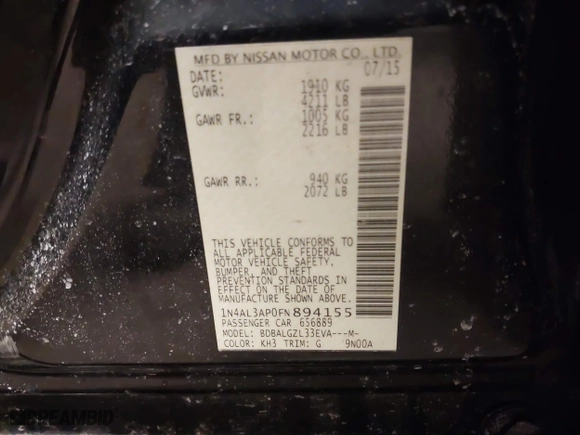 MFD BY NISSAN MOTOR CO., LTD.
DATE: 07/15
GVWR: 1910 KG
4211 LB
GAWR FR.: 1005 KG
2216 LB
GAWR RR.: 940 KG
2072 LB
THIS VEHICLE CONFORMS TO
ALL APPLICABLE FEDERAL
MOTOR VEHICLE SAFETY,
BUMPER, AND THEFT
PREVENTION STANDARDS IN
EFFECT ON THE DATE OF
MANUFACTURE SHOWN ABOVE.
1N4AL3AP0FN894155
PASSENGER CAR 656889
MODEL: BDBALGZL33EVA---M-
COLOR: KH3 TRIM: G 9N00A
DREAMBID